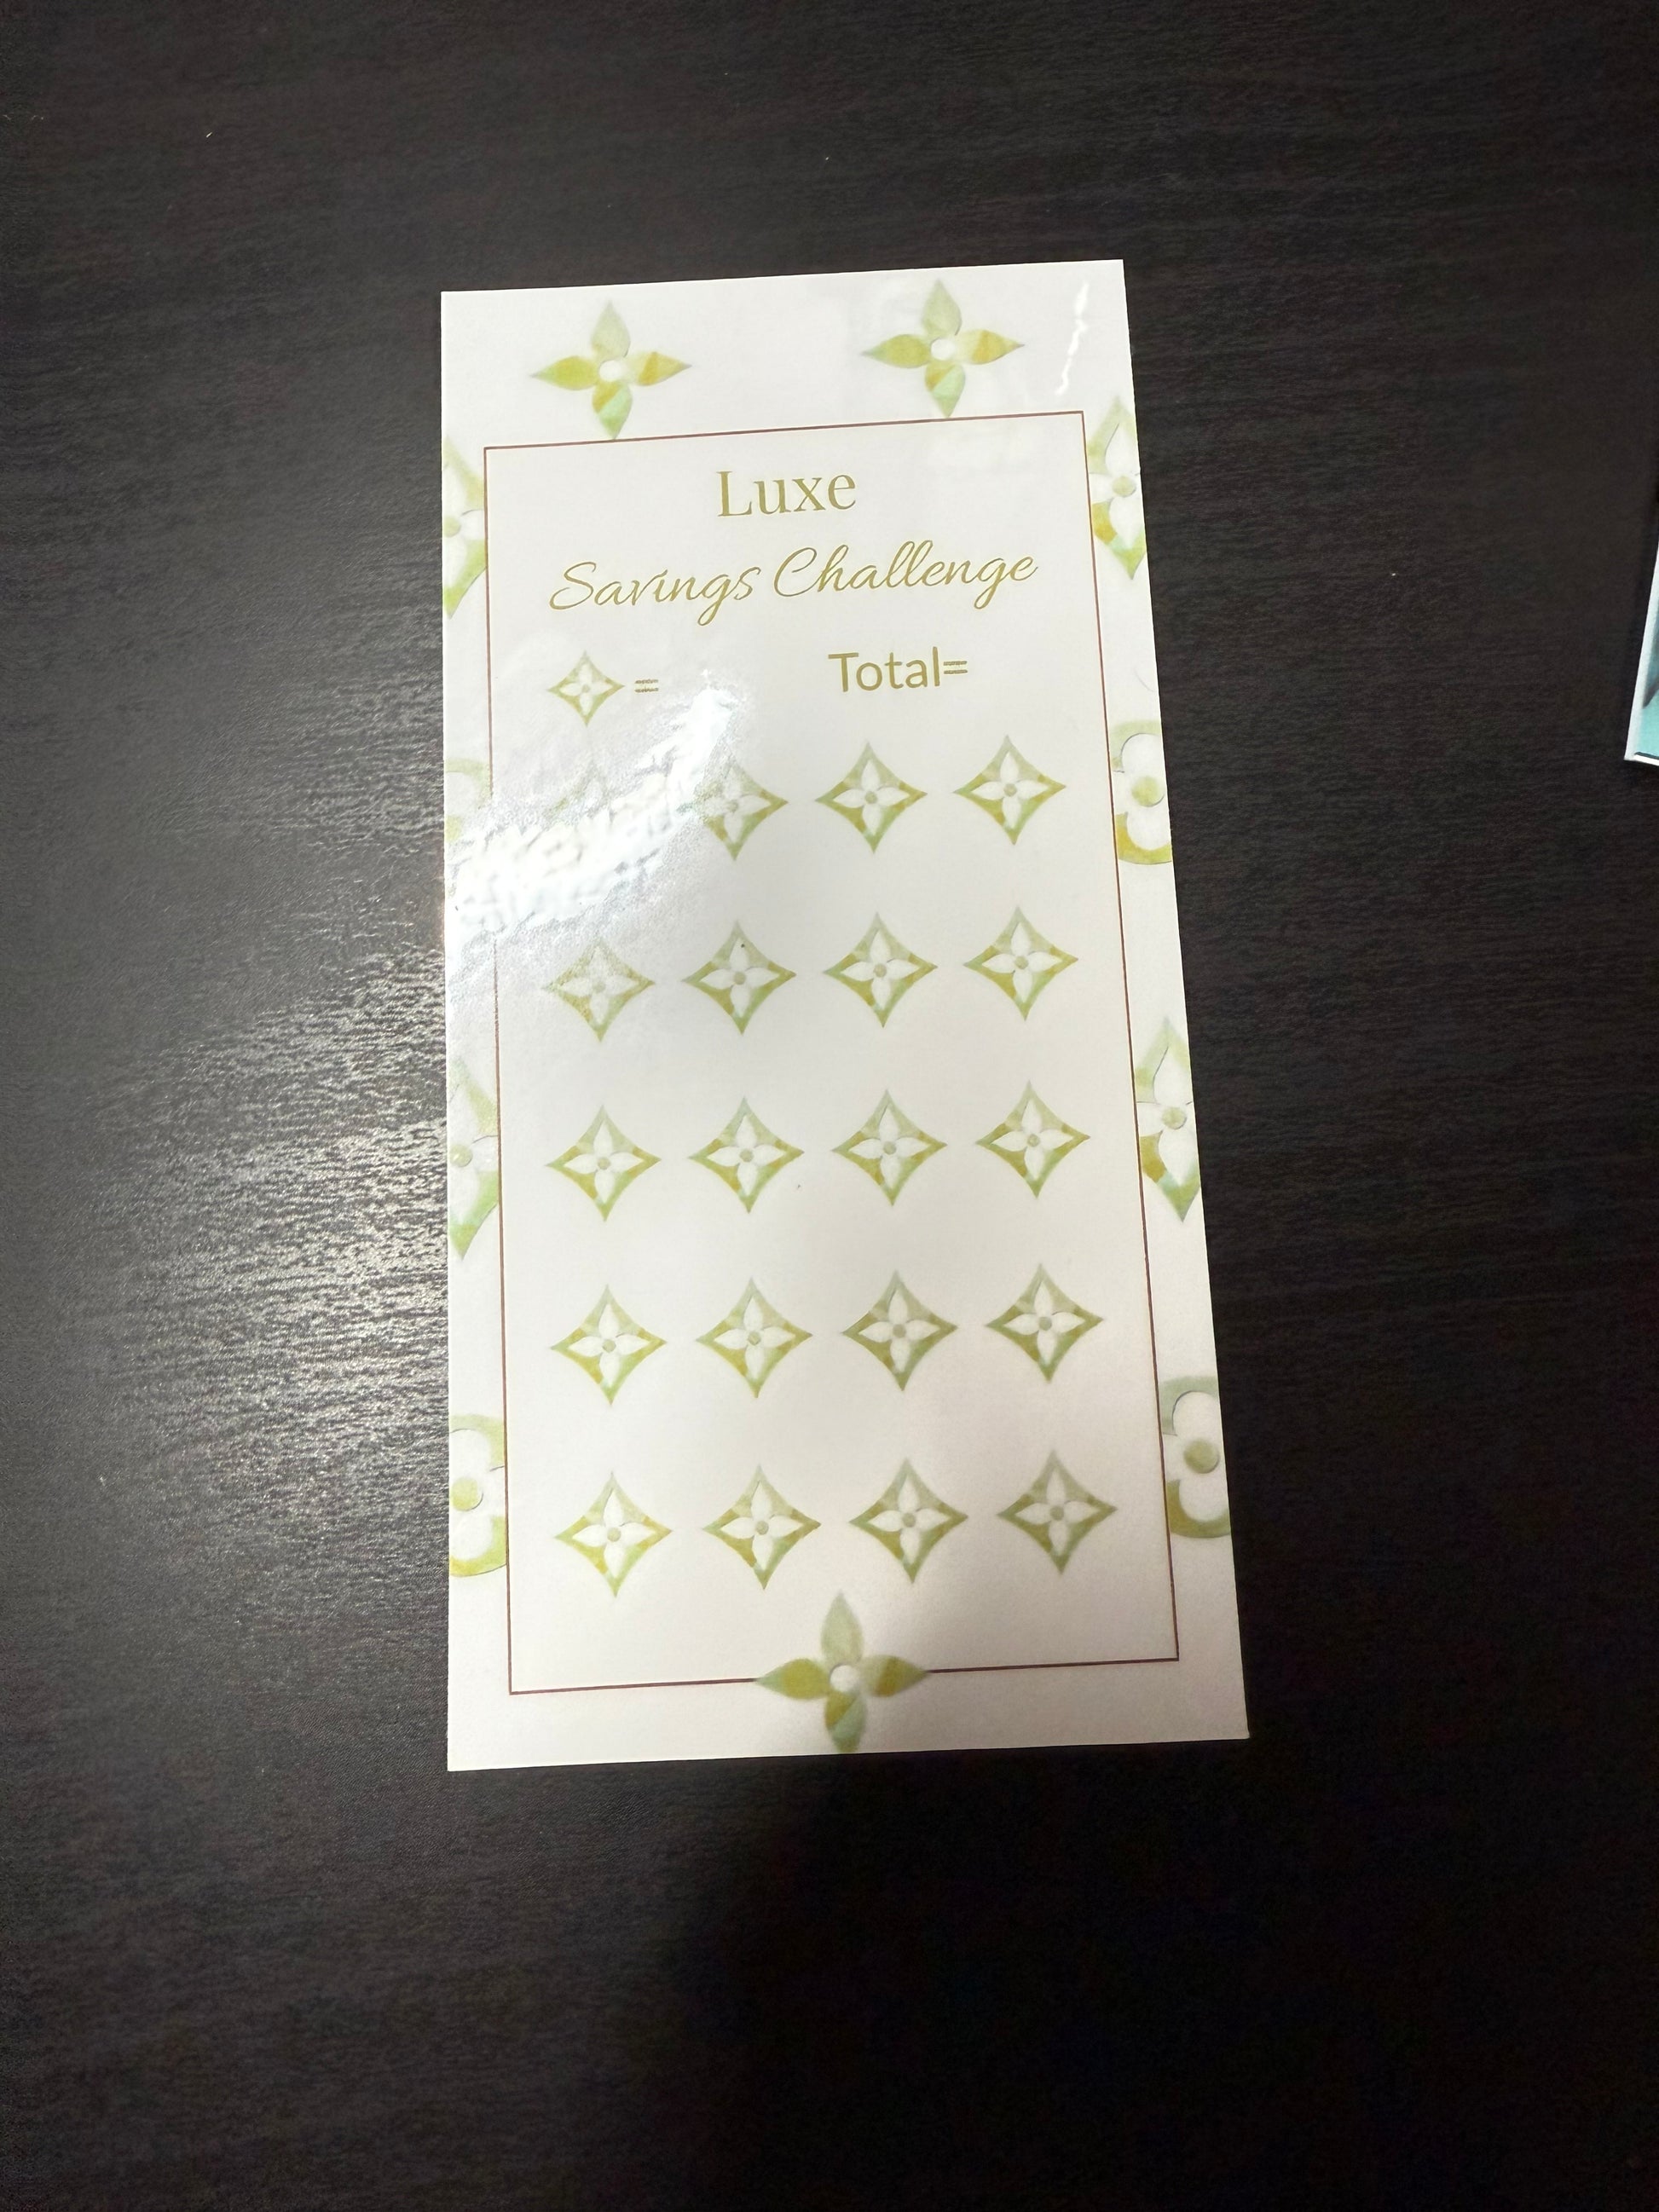 Luxe
Savings Challenge
= Total=